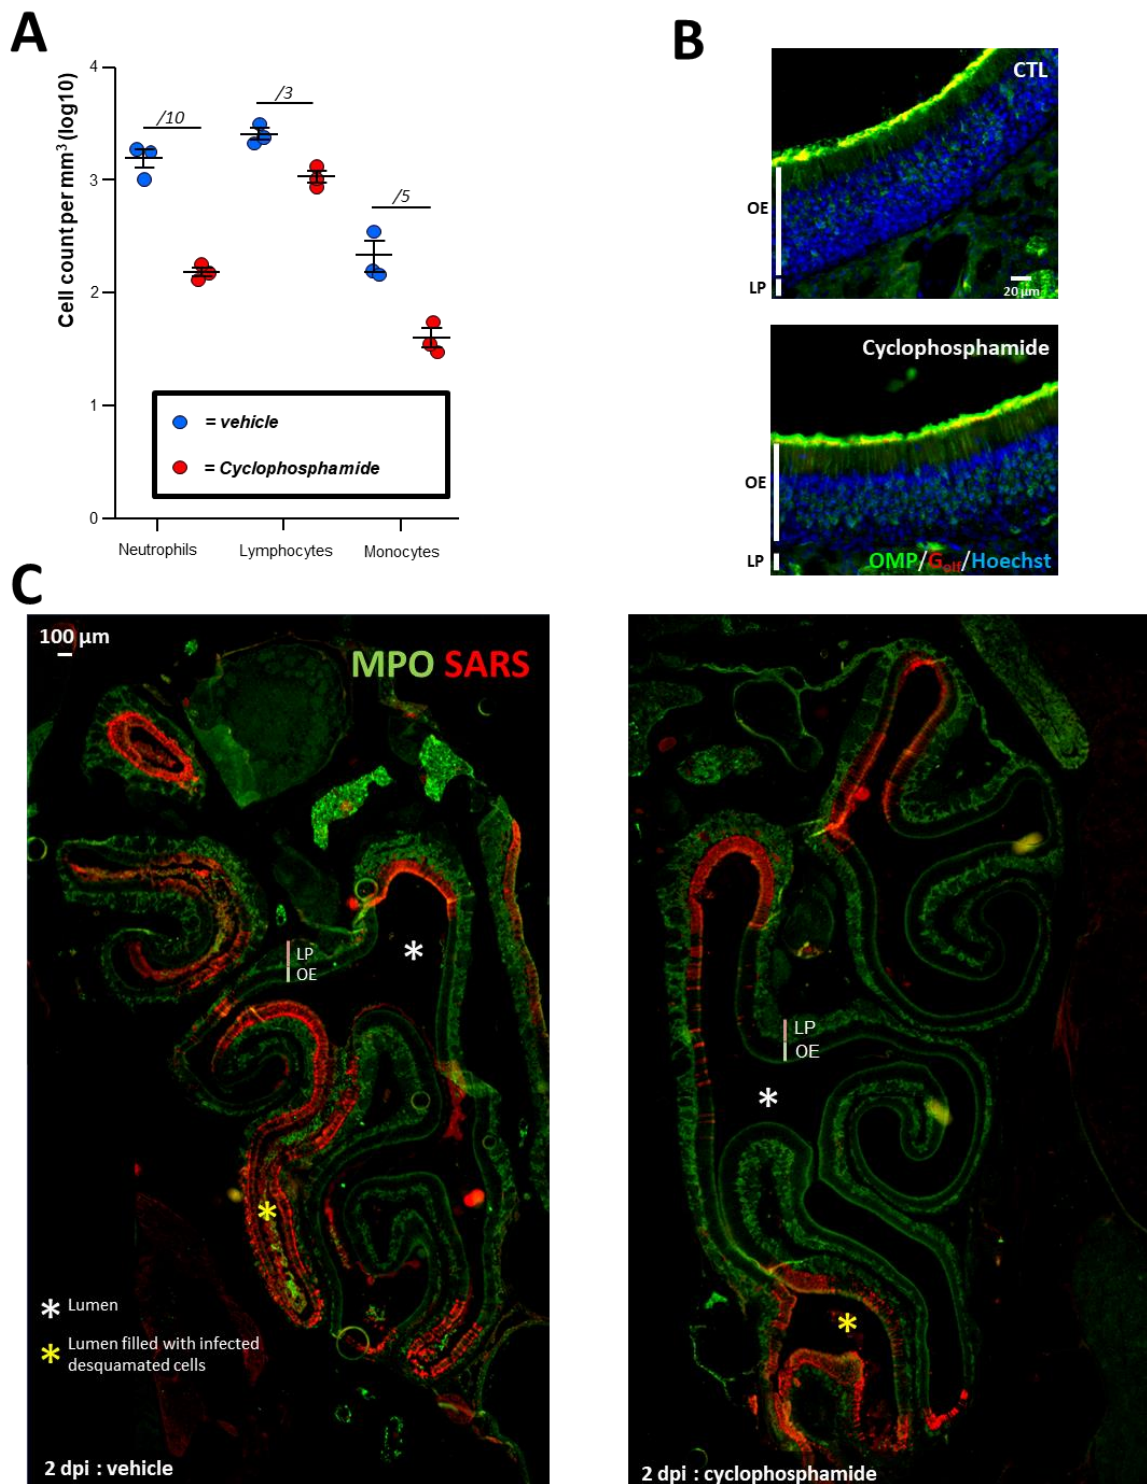 A
Cell count per mm3 (log10)
4
3
2
1
0
/10
/3
/5
= vehicle
= Cyclophosphamide
Neutrophils
Lymphocytes
Monocytes
B
CTL
OE
LP
20 µm
Cyclophosphamide
OE
LP
OMP/Golf/Hoechst
C
100 µm
MPO SARS
LP
OE
* Lumen
* Lumen filled with infected
desquamated cells
2 dpi : vehicle
LP
OE
2 dpi : cyclophosphamide